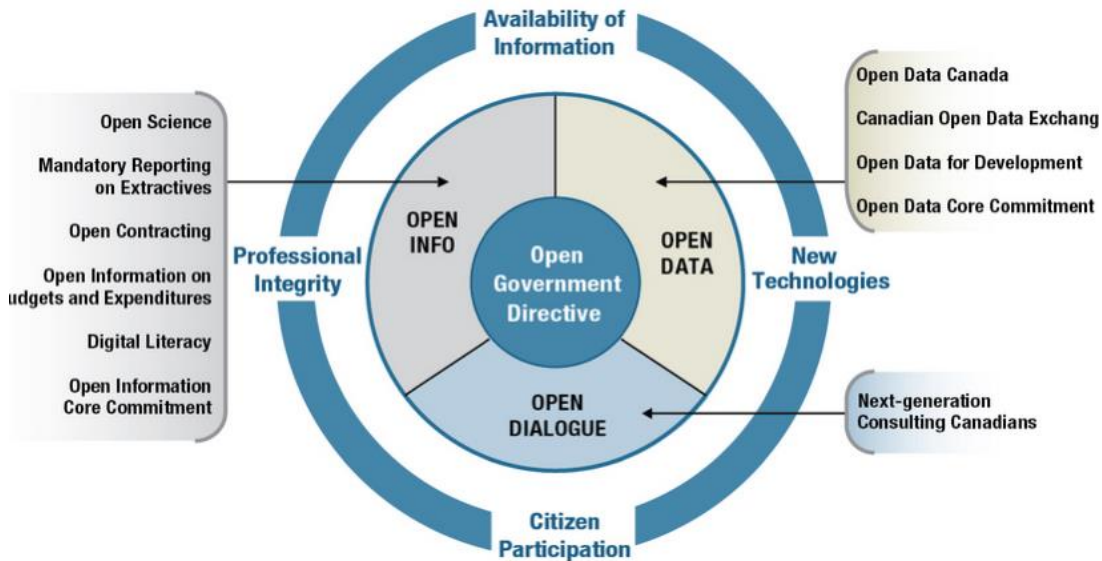 Availability of
Information
Open Science
Mandatory Reporting
on Extractives
Open Contracting
Open Information on
udgets and Expenditures
Digital Literacy
Open Information
Core Commitment
Professional
Integrity
OPEN
INFO
Open
Government
Directive
OPEN
DATA
OPEN
DIALOGUE
New
Technologies
Open Data Canada
Canadian Open Data Exchang
Open Data for Development
Open Data Core Commitment
Next-generation
Consulting Canadians
Citizen
Participation